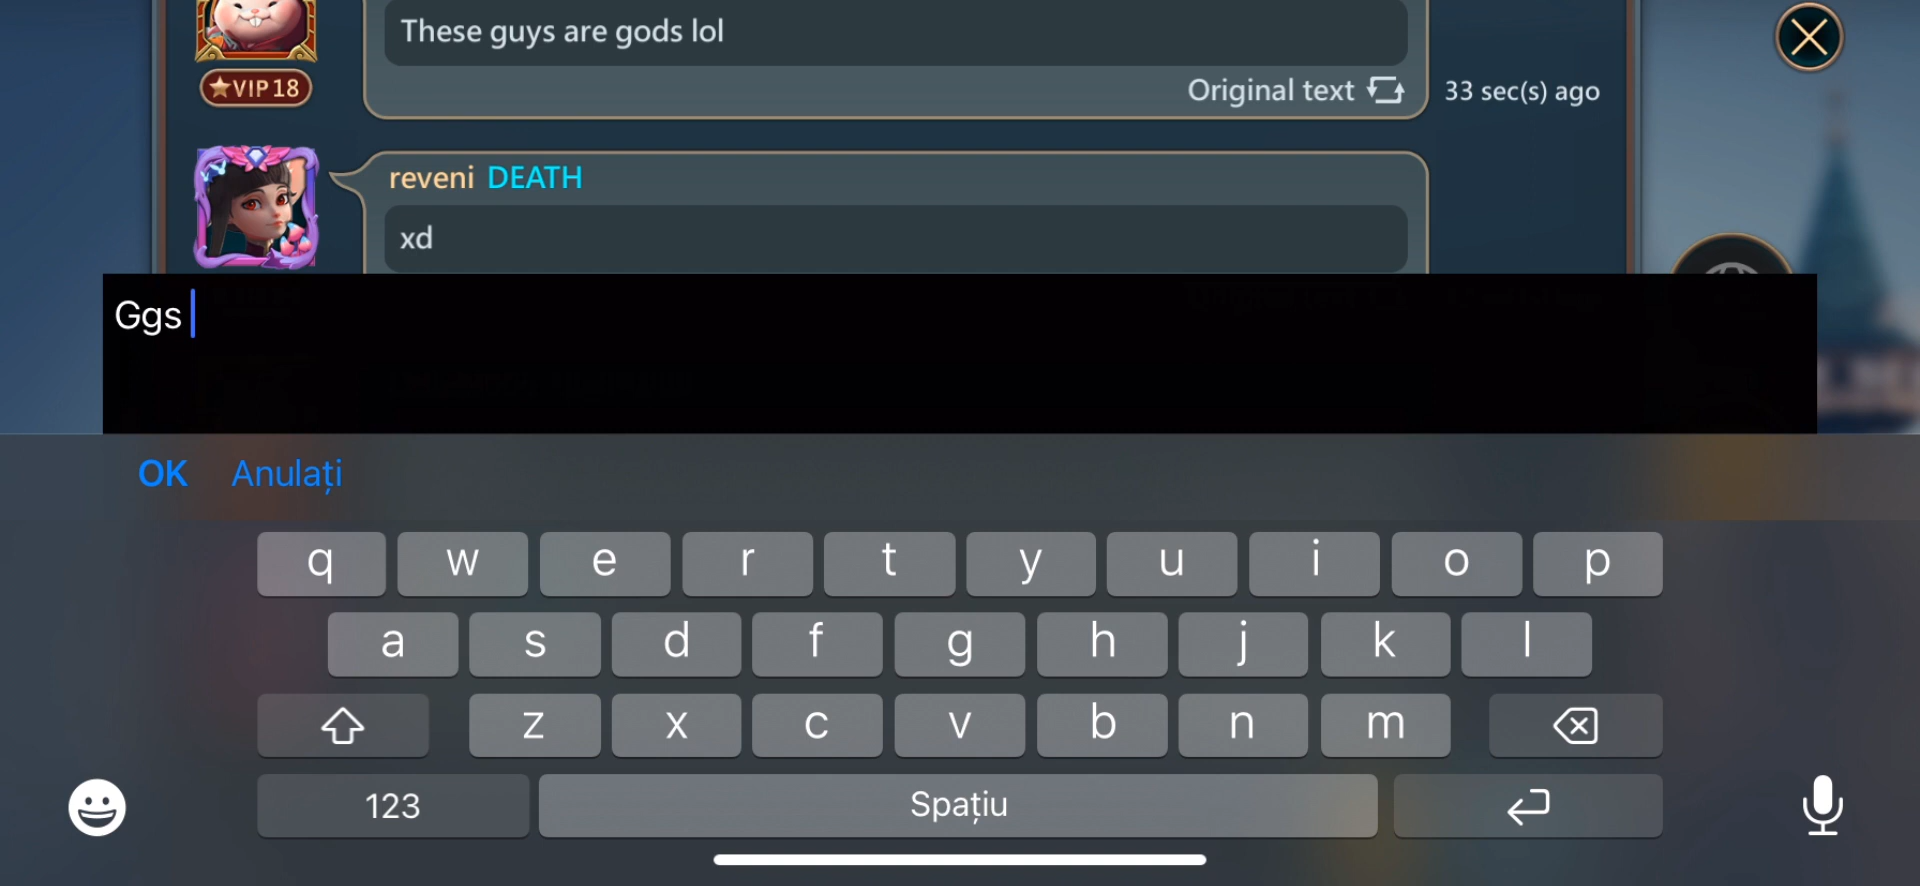 These guys are gods lol
VIP 18
Original text
33 sec(s) ago
reveni DEATH
xd
Ggs
OK Anulați
q w e r t y u i o p
a s d f g h j k l
z x c v b n m
123 Spațiu